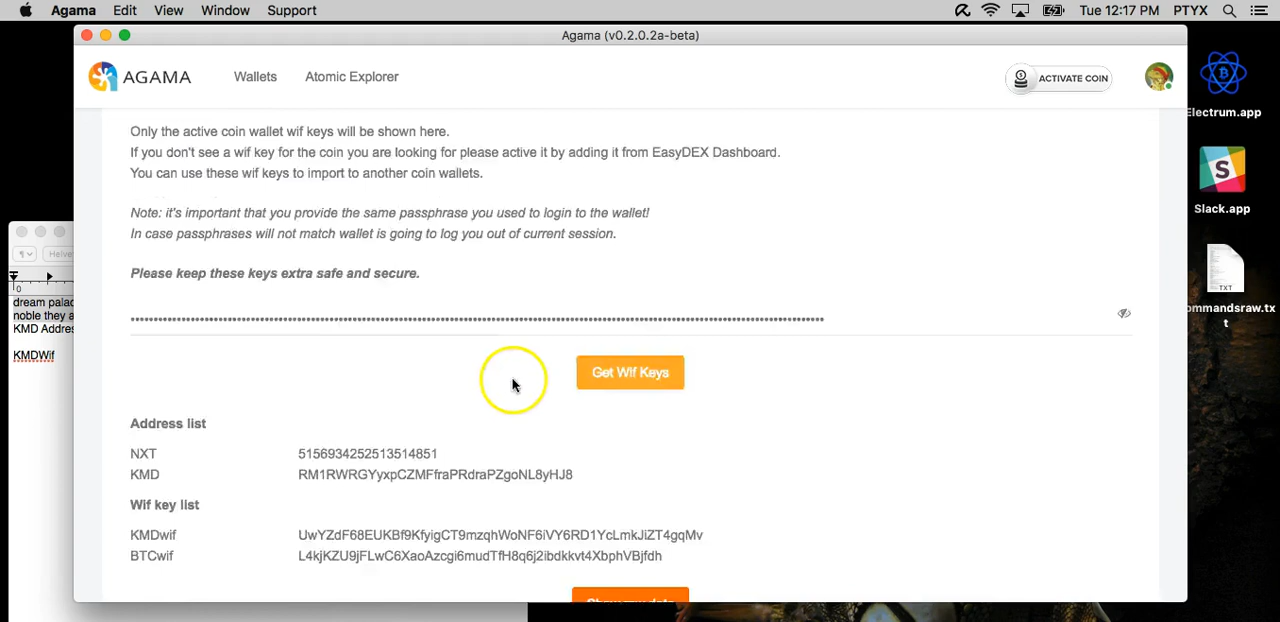 Agama Edit View Window Support Tue 12:17 PM PTYX
Agama (v0.2.0.2a-beta)
AGAMA Wallets Atomic Explorer ACTIVATE COIN
Only the active coin wallet wif keys will be shown here.
If you don't see a wif key for the coin you are looking for please active it by adding it from EasyDEX Dashboard.
You can use these wif keys to import to another coin wallets.
Note: it's important that you provide the same passphrase you used to login to the wallet!
In case passphrases will not match wallet is going to log you out of current session.
Please keep these keys extra safe and secure.
Get Wif Keys
Address list
NXT 5156934252513514851
KMD RM1RWRGYyxpCZMFfraPRdraPZgoNL8yHJ8
Wif key list
KMDwif UwYZdF68EUKBf9KfyigCT9mzqhWoNF6iVY6RD1YcLmkJiZT4gqMv
BTCwif L4kjKZU9jFLwC6XaoAzcgi6mudTfH8q6j2ibdkkvt4XbphVBjfdh
Helve
0
dream palac
noble they a
KMD Addres
KMDWif
Electrum.app
S
Slack.app
TXT
ommandsraw.tx
t